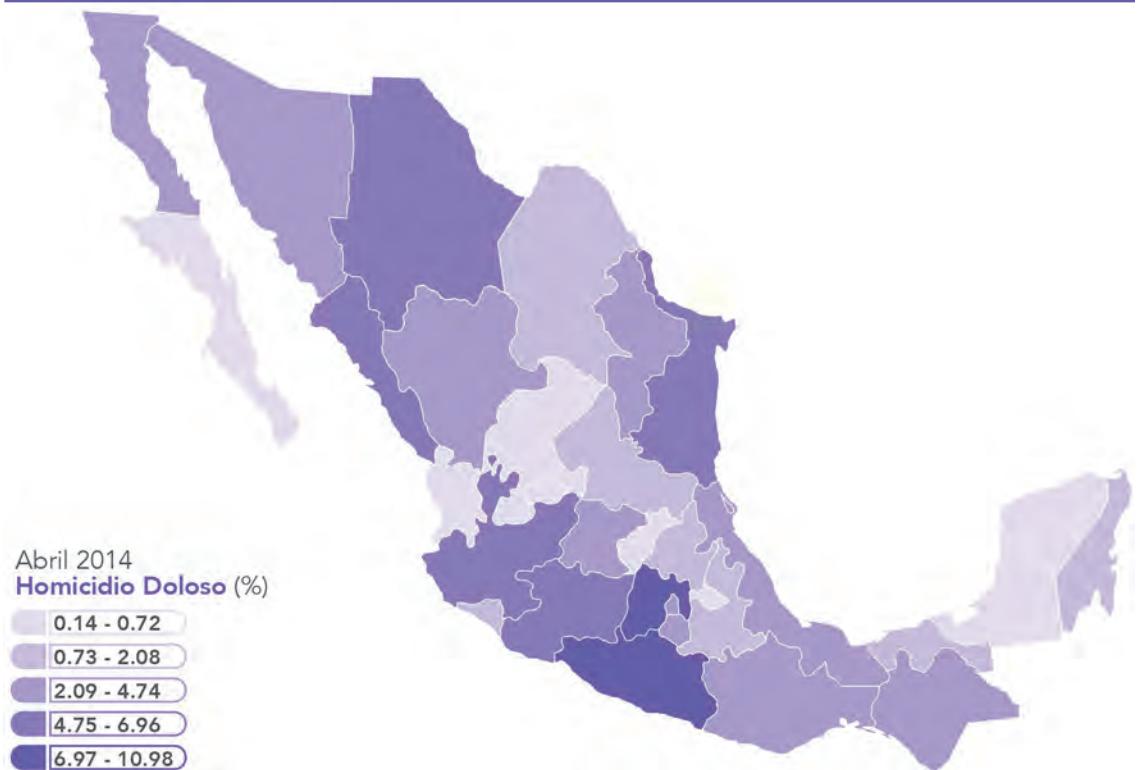 Abril 2014
Homicidio Doloso (%)
0.14 - 0.72
0.73 - 2.08
2.09 - 4.74
4.75 - 6.96
6.97 - 10.98